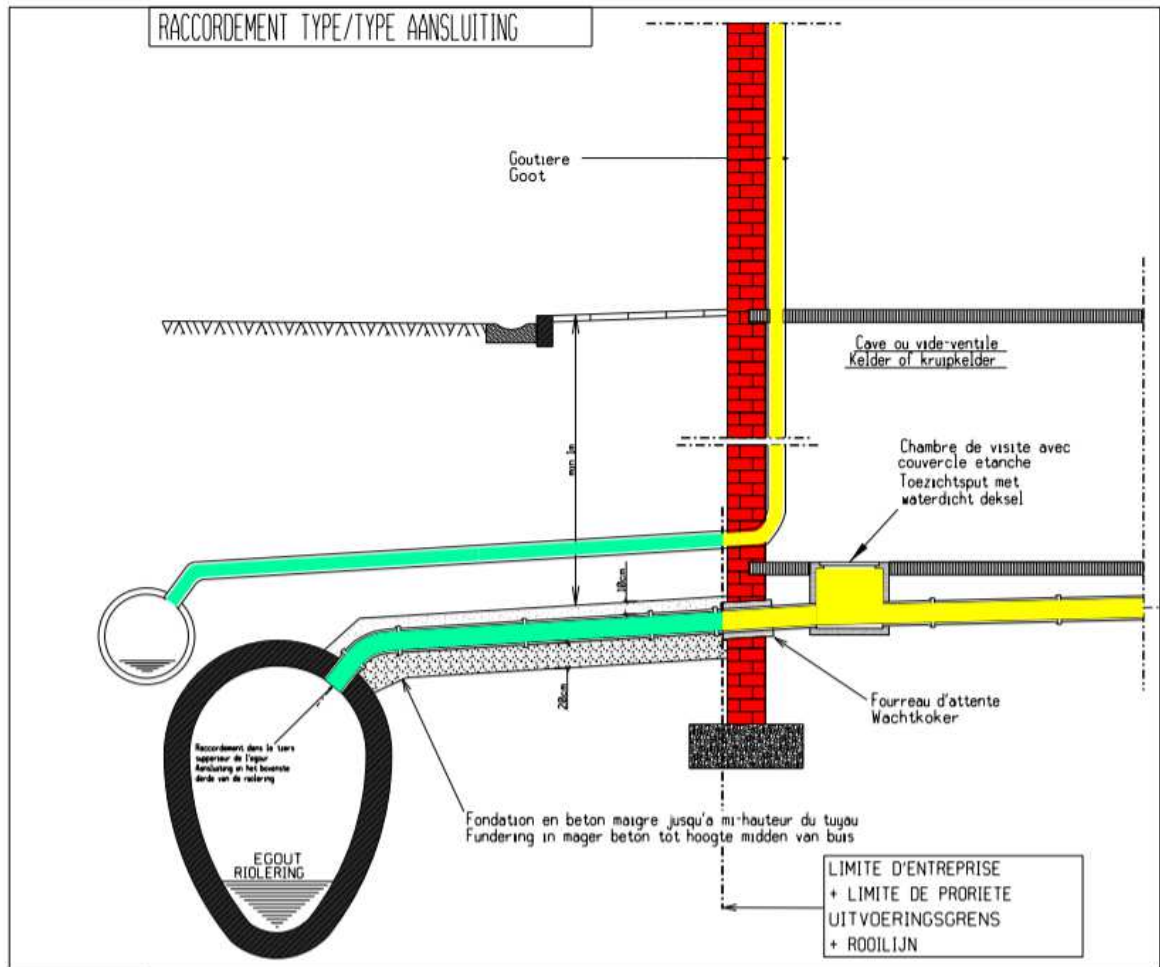 RACCORDEMENT TYPE/TYPE AANSLUITING
Goutiere
Goot
Cave ou vide-ventile
Kelder of kruipkelder
min 1m
Chambre de visite avec
couvercle etanche
Toezichtsput met
waterdicht deksel
10cm
20cm
Fourreau d'attente
Wachtkoker
Raccordement dans le tiers
superieur de l'egour
Aansluiting en het bovenste
derde van de riolering
Fondation en beton maigre jusqu'a mi-hauteur du tuyau
Fundering in mager beton tot hoogte midden van buis
EGOUT
RIOLERING
LIMITE D'ENTREPRISE
+ LIMITE DE PRORIETE
UITVOERINGSGRENS
+ ROOILIJN